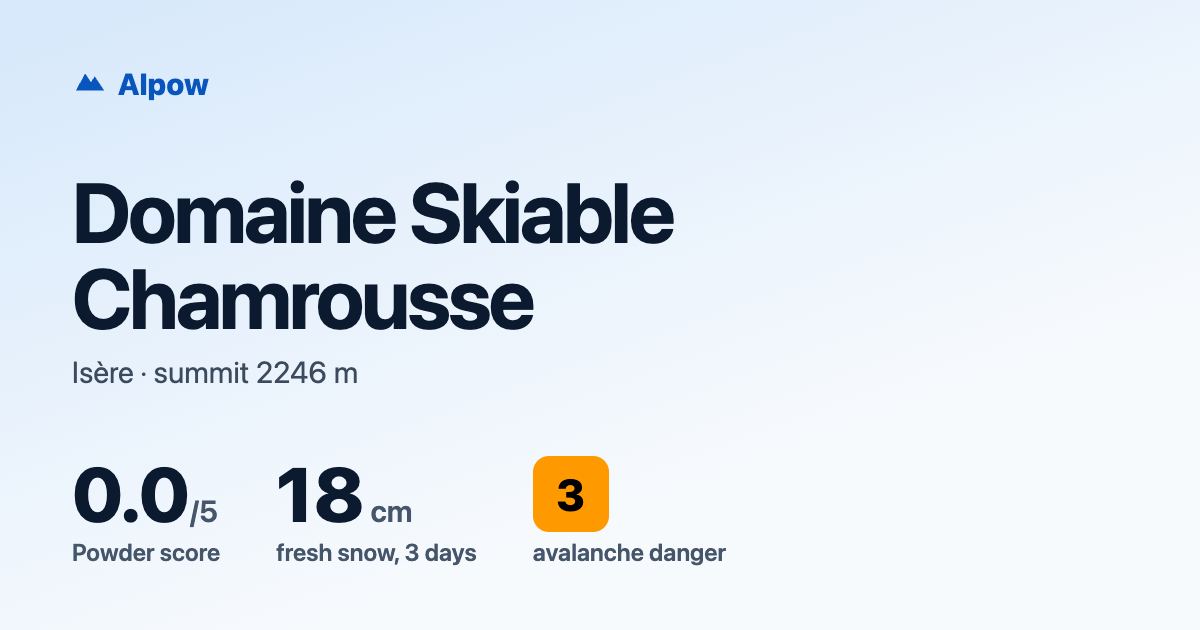 Alpow
Domaine Skiable
Chamrousse
Isère · summit 2246 m
0.0/5
Powder score
18 cm
fresh snow, 3 days
3
avalanche danger